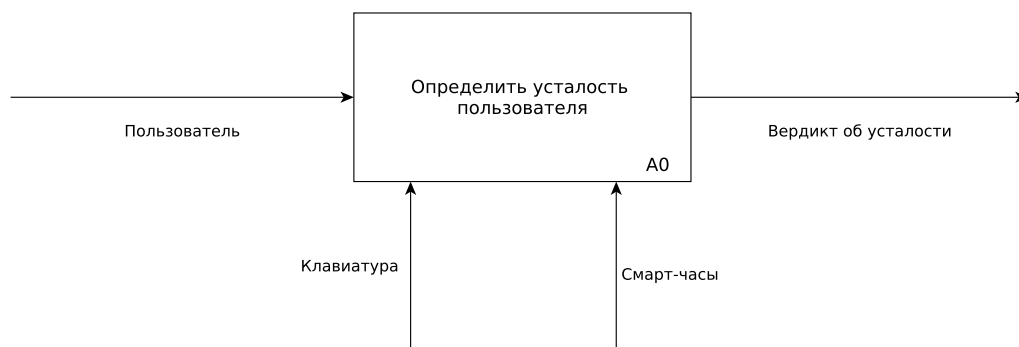 Определить усталость
пользователя
Пользователь
Вердикт об усталости
A0
Клавиатура
Смарт-часы